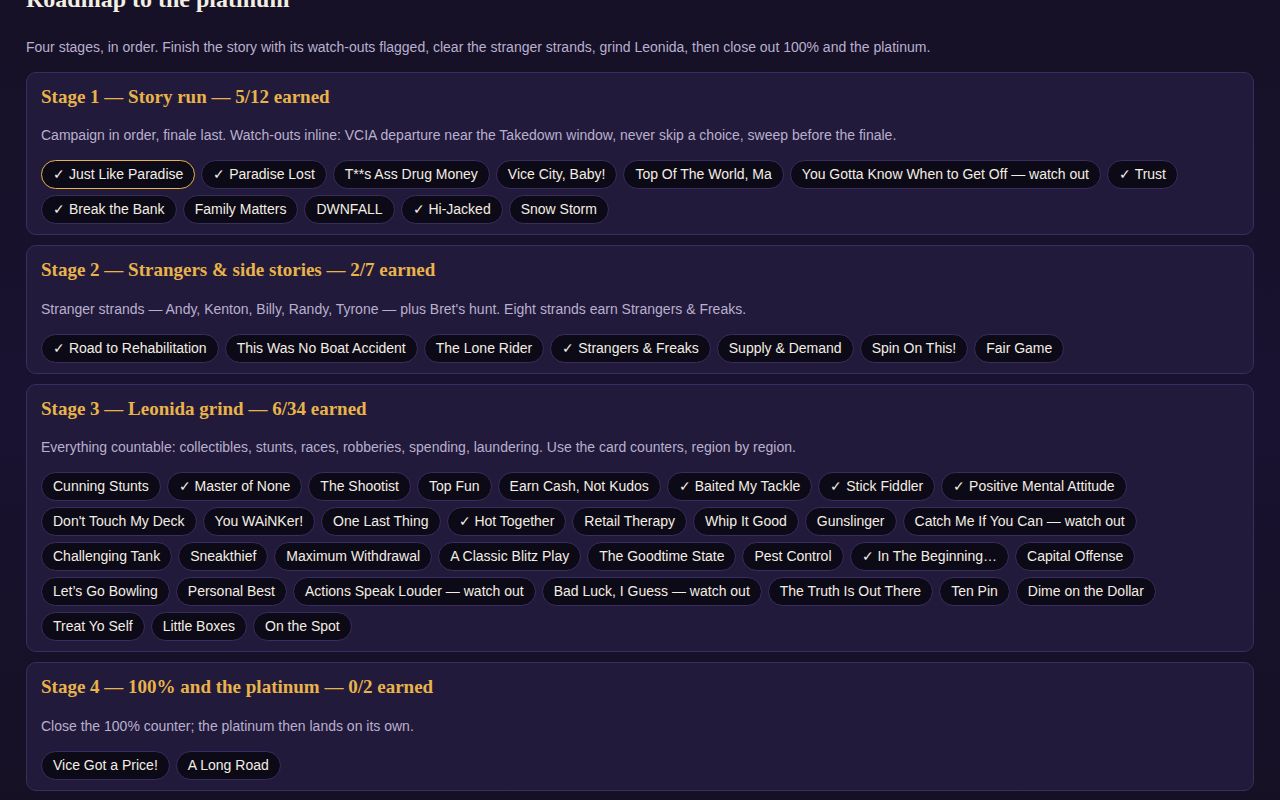 Roadmap to the platinum
Four stages, in order. Finish the story with its watch-outs flagged, clear the stranger strands, grind Leonida, then close out 100% and the platinum.
Stage 1 — Story run — 5/12 earned
Campaign in order, finale last. Watch-outs inline: VCIA departure near the Takedown window, never skip a choice, sweep before the finale.
✓ Just Like Paradise ✓ Paradise Lost T**s Ass Drug Money Vice City, Baby! Top Of The World, Ma You Gotta Know When to Get Off — watch out ✓ Trust
✓ Break the Bank Family Matters DWNFALL ✓ Hi-Jacked Snow Storm
Stage 2 — Strangers & side stories — 2/7 earned
Stranger strands — Andy, Kenton, Billy, Randy, Tyrone — plus Bret's hunt. Eight strands earn Strangers & Freaks.
✓ Road to Rehabilitation This Was No Boat Accident The Lone Rider ✓ Strangers & Freaks Supply & Demand Spin On This! Fair Game
Stage 3 — Leonida grind — 6/34 earned
Everything countable: collectibles, stunts, races, robberies, spending, laundering. Use the card counters, region by region.
Cunning Stunts ✓ Master of None The Shootist Top Fun Earn Cash, Not Kudos ✓ Baited My Tackle ✓ Stick Fiddler ✓ Positive Mental Attitude
Don't Touch My Deck You WAiNKer! One Last Thing ✓ Hot Together Retail Therapy Whip It Good Gunslinger Catch Me If You Can — watch out
Challenging Tank Sneakthief Maximum Withdrawal A Classic Blitz Play The Goodtime State Pest Control ✓ In The Beginning… Capital Offense
Let's Go Bowling Personal Best Actions Speak Louder — watch out Bad Luck, I Guess — watch out The Truth Is Out There Ten Pin Dime on the Dollar
Treat Yo Self Little Boxes On the Spot
Stage 4 — 100% and the platinum — 0/2 earned
Close the 100% counter; the platinum then lands on its own.
Vice Got a Price! A Long Road